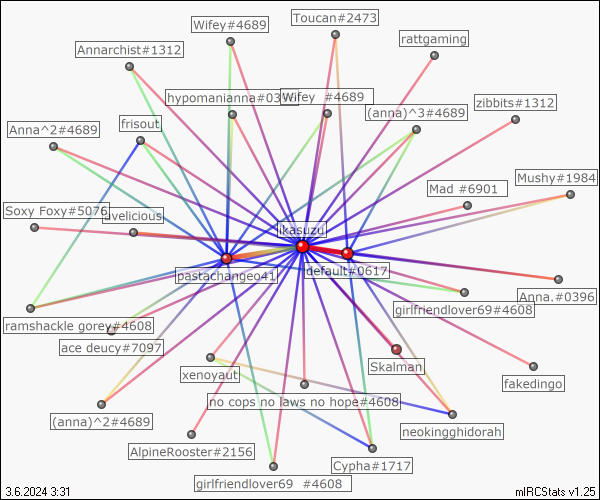 Toucan#2473
Wifey#4689
rattgaming
Annarchist#1312
hypomanianna#03
Wifey  #4689
zibbits#1312
(anna)^3#4689
frisout
Anna^2#4689
Mushy#1984
Mad #6901
Soxy Foxy#5076
ikasuzu
pastachangeo41
default#0617
Anna.#0396
girlfriendlover69#4608
ramshackle gorey#4608
ace deucy#7097
Skalman
xenoyaut
fakedingo
no cops no laws no hope#4608
(anna)^2#4689
neokingghidorah
AlpineRooster#2156
Cypha#1717
girlfriendlover69  #4608
3.6.2024 3:31
mIRCStats v1.25